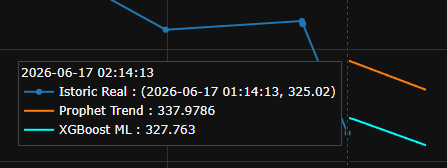 2026-06-17 02:14:13
Istoric Real : (2026-06-17 01:14:13, 325.02)
Prophet Trend : 337.9786
XGBoost ML : 327.763